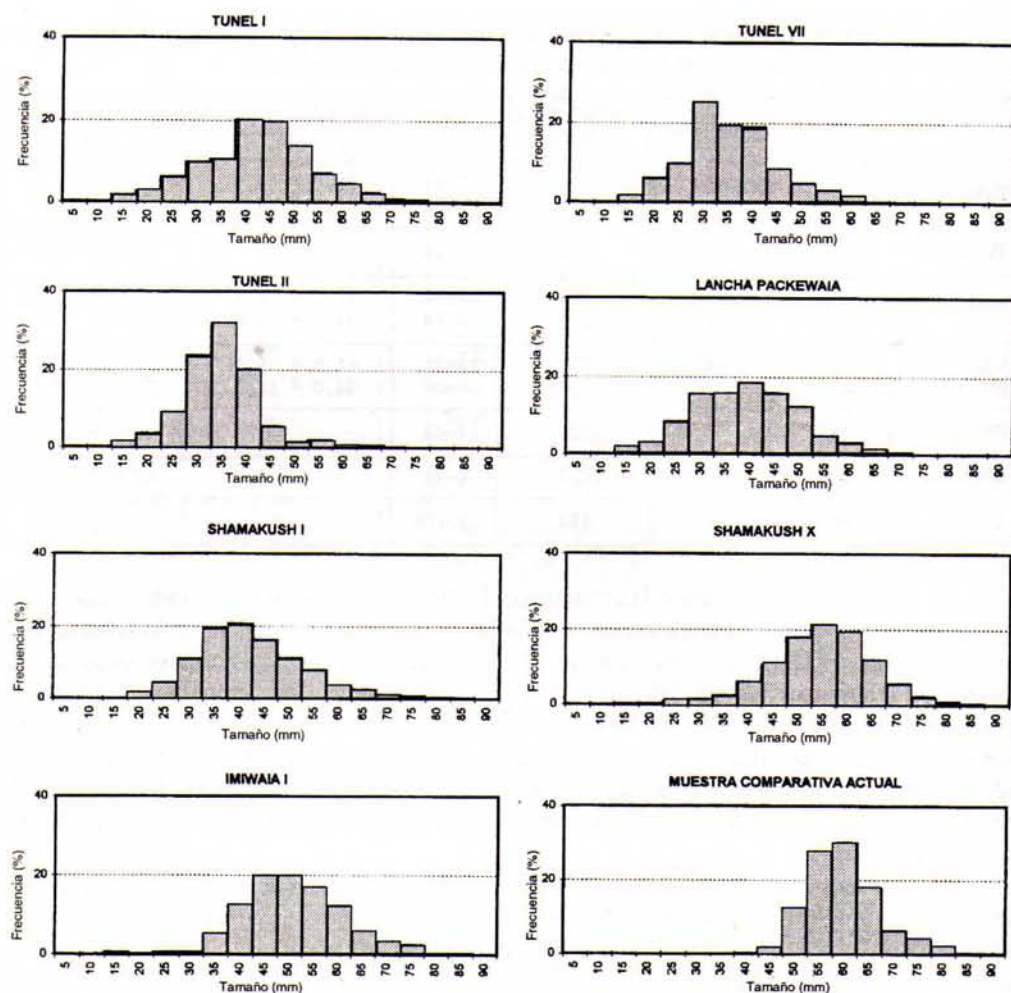 TUNEL I
40
20
0
Frecuencia (%)
5 10 15 20 25 30 35 40 45 50 55 60 65 70 75 80 85 90
Tamaño (mm)
TUNEL VII
40
20
0
Frecuencia (%)
5 10 15 20 25 30 35 40 45 50 55 60 65 70 75 80 85 90
Tamaño (mm)
TUNEL II
40
20
0
Frecuencia (%)
5 10 15 20 25 30 35 40 45 50 55 60 65 70 75 80 85 90
Tamaño (mm)
LANCHA PACKEWAIA
40
20
0
Frecuencia (%)
5 10 15 20 25 30 35 40 45 50 55 60 65 70 75 80 85 90
Tamaño (mm)
SHAMAKUSH I
40
20
0
Frecuencia (%)
5 10 15 20 25 30 35 40 45 50 55 60 65 70 75 80 85 90
Tamaño (mm)
SHAMAKUSH X
40
20
0
Frecuencia (%)
5 10 15 20 25 30 35 40 45 50 55 60 65 70 75 80 85 90
Tamaño (mm)
IMIWAIA I
40
20
0
Frecuencia (%)
5 10 15 20 25 30 35 40 45 50 55 60 65 70 75 80 85 90
Tamaño (mm)
MUESTRA COMPARATIVA ACTUAL
40
20
0
Frecuencia (%)
5 10 15 20 25 30 35 40 45 50 55 60 65 70 75 80 85 90
Tamaño (mm)